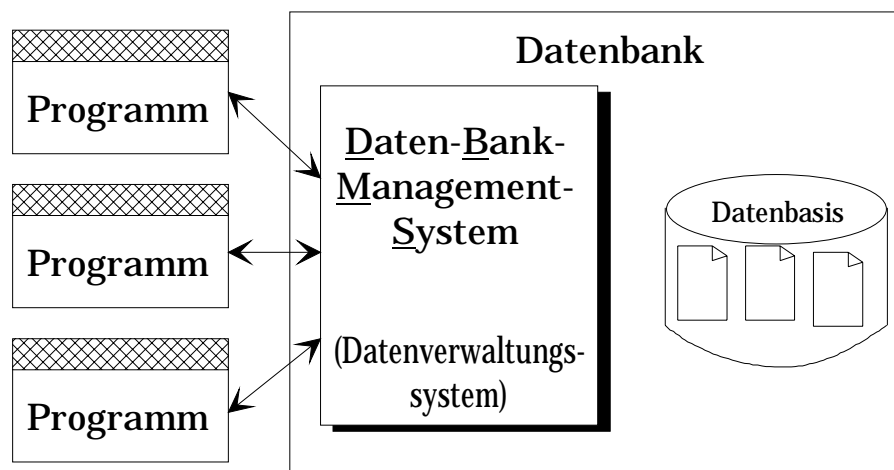 Programm
Programm
Programm
Datenbank
Daten-Bank-
Management-
System
(Datenverwaltungs-
system)
Datenbasis